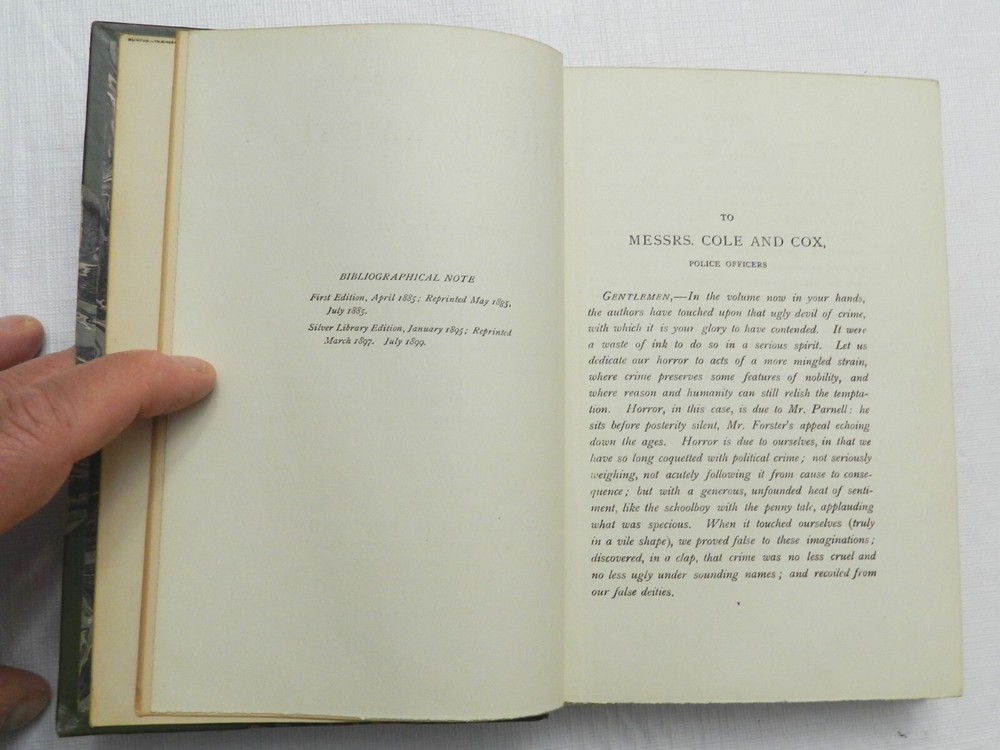 BIBLIOGRAPHICAL NOTE
First Edition, April 1885; Reprinted May 1885,
July 1885.
Silver Library Edition, January 1895; Reprinted
March 1897. July 1899.
TO
MESSRS. COLE AND COX,
POLICE OFFICERS
GENTLEMEN,—In the volume now in your hands,
the authors have touched upon that ugly devil of crime,
with which it is your glory to have contended. It were
a waste of ink to do so in a serious spirit. Let us
dedicate our horror to acts of a more mingled strain,
where crime preserves some features of nobility, and
where reason and humanity can still relish the tempta-
tion. Horror, in this case, is due to Mr. Parnell: he
sits before posterity silent, Mr. Forster's appeal echoing
down the ages. Horror is due to ourselves, in that we
have so long coquetted with political crime; not seriously
weighing, not acutely following it from cause to conse-
quence; but with a generous, unfounded heat of senti-
ment, like the schoolboy with the penny tale, applauding
what was specious. When it touched ourselves (truly
in a vile shape), we proved false to these imaginations;
discovered, in a clap, that crime was no less cruel and
no less ugly under sounding names; and recoiled from
our false deities.